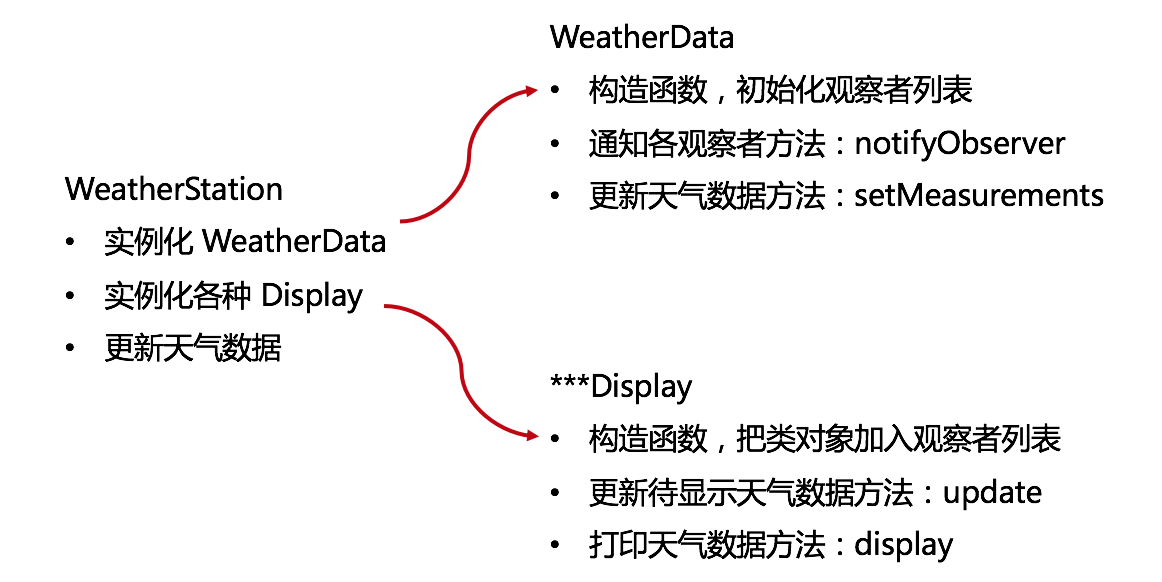 WeatherStation
• 实例化 WeatherData
• 实例化各种 Display
• 更新天气数据
WeatherData
• 构造函数，初始化观察者列表
• 通知各观察者方法：notifyObserver
• 更新天气数据方法：setMeasurements
***Display
• 构造函数，把类对象加入观察者列表
• 更新待显示天气数据方法：update
• 打印天气数据方法：display